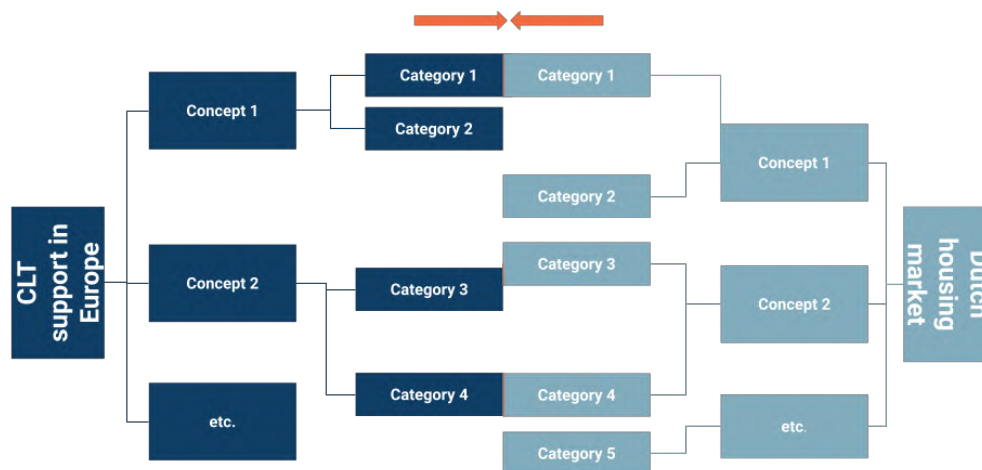 CLT
support in
Europe
Concept 1
Concept 2
etc.
Category 1
Category 2
Category 3
Category 4
Category 1
Category 2
Category 3
Category 4
Category 5
Concept 1
Concept 2
etc.
Dutch
housing
market